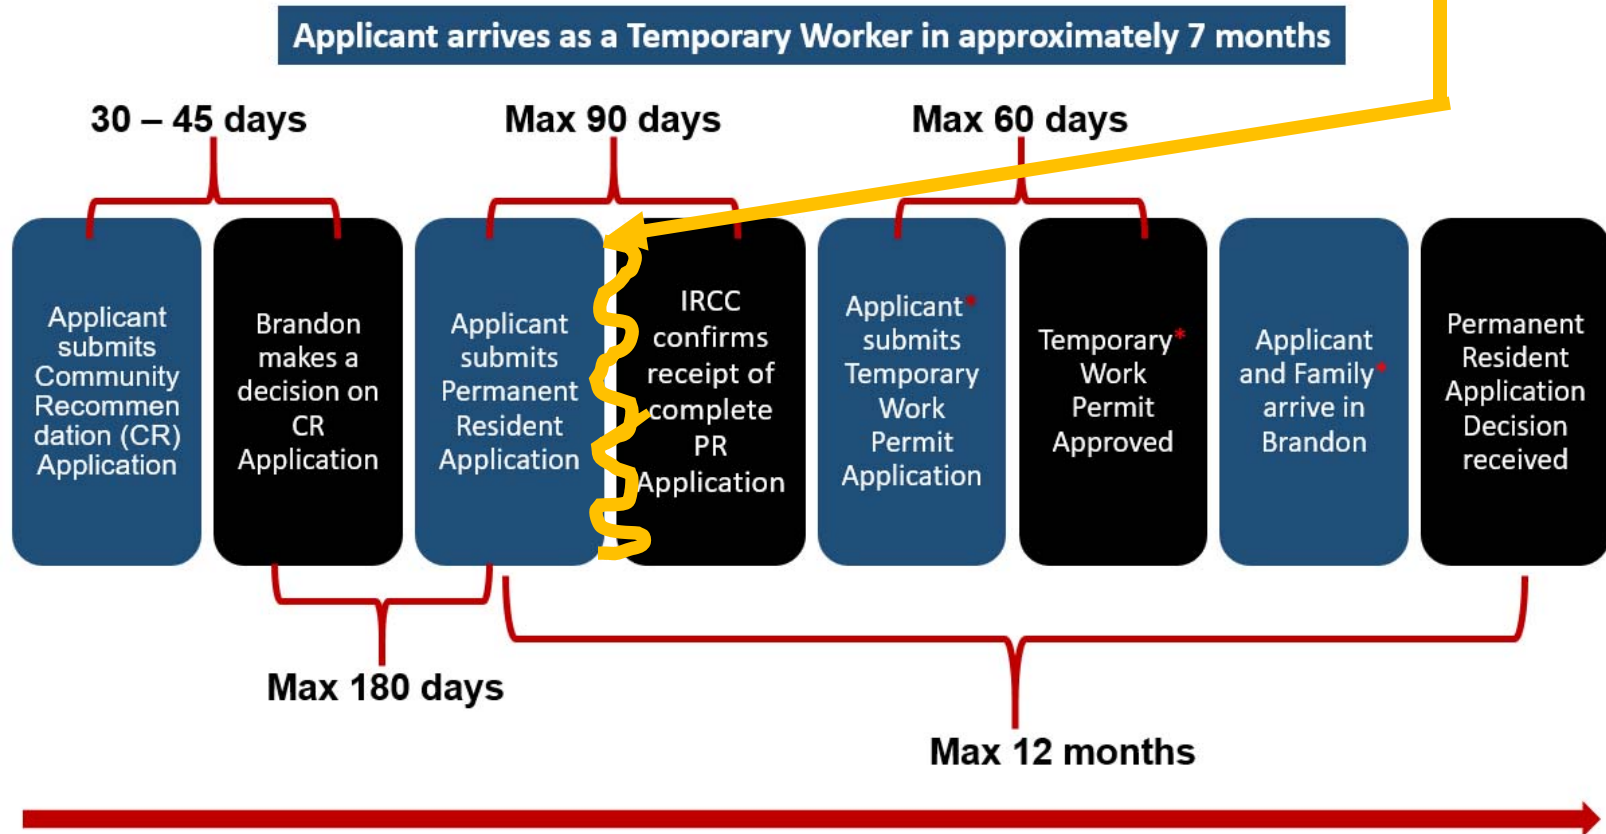 Applicant arrives as a Temporary Worker in approximately 7 months
30 – 45 days
Max 90 days
Max 60 days
Applicant
submits
Community
Recommen
dation (CR)
Application
Brandon
makes a
decision on
CR
Application
Applicant
submits
Permanent
Resident
Application
IRCC
confirms
receipt of
complete
PR
Application
Applicant*
submits
Temporary
Work
Permit
Application
Temporary*
Work
Permit
Approved
Applicant
and Family*
arrive in
Brandon
Permanent
Resident
Application
Decision
received
Max 180 days
Max 12 months